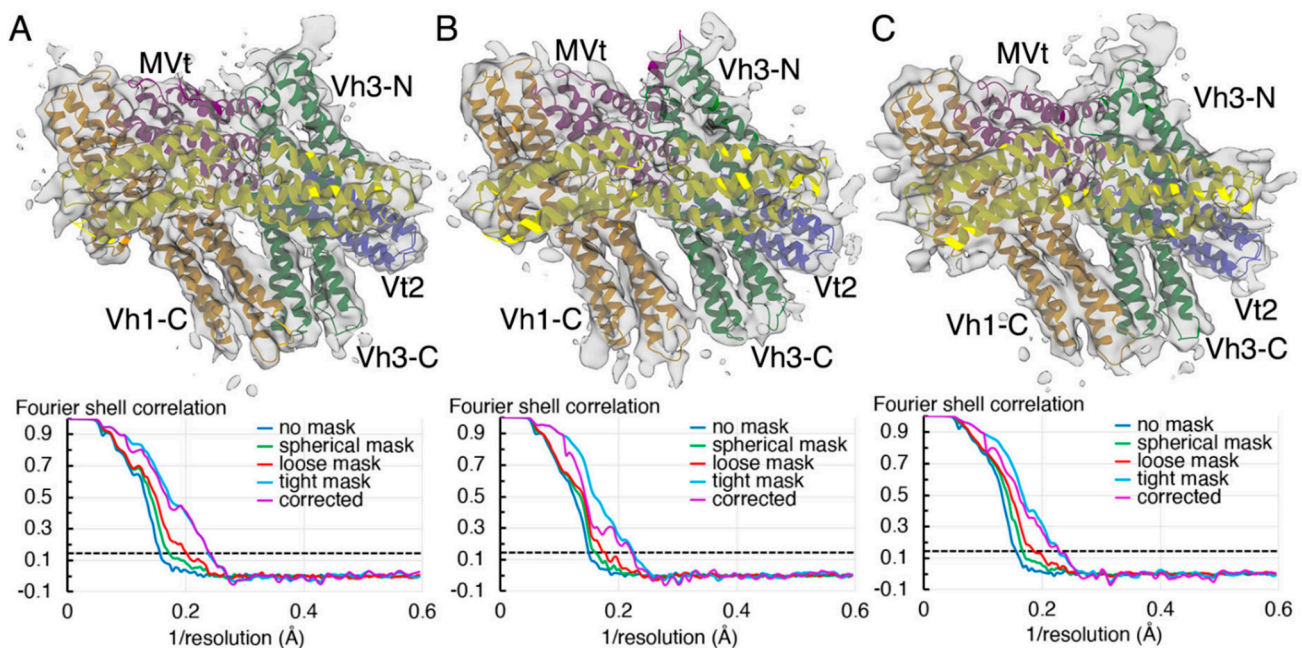 A
MVt
Vh3-N
Vh1-C
Vt2
Vh3-C
B
MVt
Vh3-N
Vh1-C
Vt2
Vh3-C
C
MVt
Vh3-N
Vh1-C
Vt2
Vh3-C
Fourier shell correlation
0.9
0.7
0.5
0.3
0.1
-0.1
no mask
spherical mask
loose mask
tight mask
corrected
0
0.2
0.4
0.6
1/resolution (Å)
Fourier shell correlation
0.9
0.7
0.5
0.3
0.1
-0.1
no mask
spherical mask
loose mask
tight mask
corrected
0
0.2
0.4
0.6
1/resolution (Å)
Fourier shell correlation
0.9
0.7
0.5
0.3
0.1
-0.1
no mask
spherical mask
loose mask
tight mask
corrected
0
0.2
0.4
0.6
1/resolution (Å)